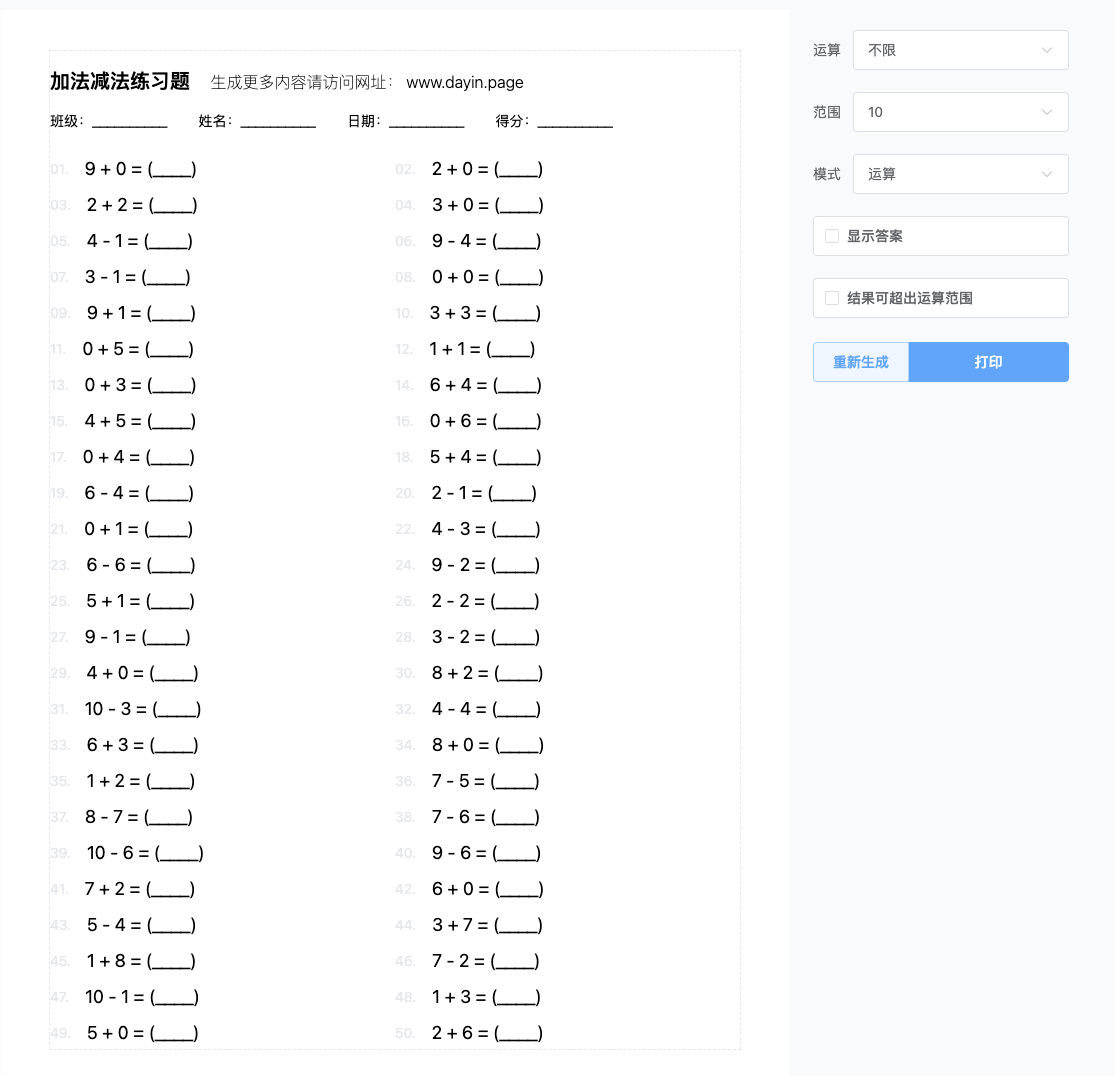 加法减法练习题 生成更多内容请访问网址： www.dayin.page
班级：__________ 姓名：__________ 日期：__________ 得分：__________
01. 9 + 0 = (____) 02. 2 + 0 = (____)
03. 2 + 2 = (____) 04. 3 + 0 = (____)
05. 4 - 1 = (____) 06. 9 - 4 = (____)
07. 3 - 1 = (____) 08. 0 + 0 = (____)
09. 9 + 1 = (____) 10. 3 + 3 = (____)
11. 0 + 5 = (____) 12. 1 + 1 = (____)
13. 0 + 3 = (____) 14. 6 + 4 = (____)
15. 4 + 5 = (____) 16. 0 + 6 = (____)
17. 0 + 4 = (____) 18. 5 + 4 = (____)
19. 6 - 4 = (____) 20. 2 - 1 = (____)
21. 0 + 1 = (____) 22. 4 - 3 = (____)
23. 6 - 6 = (____) 24. 9 - 2 = (____)
25. 5 + 1 = (____) 26. 2 - 2 = (____)
27. 9 - 1 = (____) 28. 3 - 2 = (____)
29. 4 + 0 = (____) 30. 8 + 2 = (____)
31. 10 - 3 = (____) 32. 4 - 4 = (____)
33. 6 + 3 = (____) 34. 8 + 0 = (____)
35. 1 + 2 = (____) 36. 7 - 5 = (____)
37. 8 - 7 = (____) 38. 7 - 6 = (____)
39. 10 - 6 = (____) 40. 9 - 6 = (____)
41. 7 + 2 = (____) 42. 6 + 0 = (____)
43. 5 - 4 = (____) 44. 3 + 7 = (____)
45. 1 + 8 = (____) 46. 7 - 2 = (____)
47. 10 - 1 = (____) 48. 1 + 3 = (____)
49. 5 + 0 = (____) 50. 2 + 6 = (____)
运算 不限
范围 10
模式 运算
显示答案
结果可超出运算范围
重新生成 打印